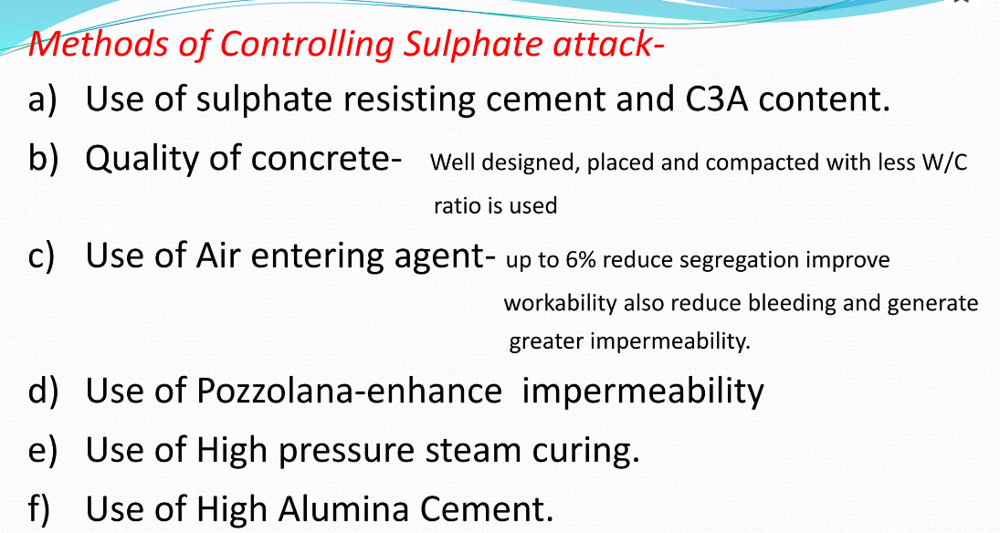 Methods of Controlling Sulphate attack-
a) Use of sulphate resisting cement and C3A content.
b) Quality of concrete- Well designed, placed and compacted with less W/C
ratio is used
c) Use of Air entering agent- up to 6% reduce segregation improve
workability also reduce bleeding and generate
greater impermeability.
d) Use of Pozzolana-enhance impermeability
e) Use of High pressure steam curing.
f) Use of High Alumina Cement.